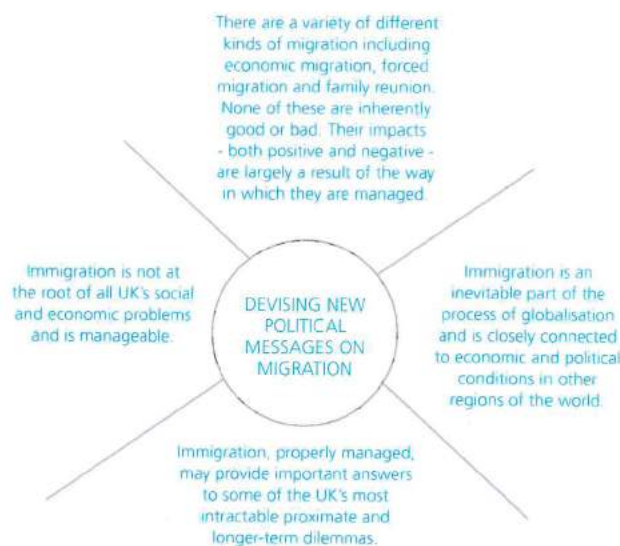 There are a variety of different
kinds of migration including
economic migration, forced
migration and family reunion.
None of these are inherently
good or bad. Their impacts
- both positive and negative -
are largely a result of the way
in which they are managed.
Immigration is not at
the root of all UK's social
and economic problems
and is manageable.
DEVISING NEW
POLITICAL
MESSAGES ON
MIGRATION
Immigration is an
inevitable part of the
process of globalisation
and is closely connected
to economic and political
conditions in other
regions of the world.
Immigration, properly managed,
may provide important answers
to some of the UK's most
intractable proximate and
longer-term dilemmas.